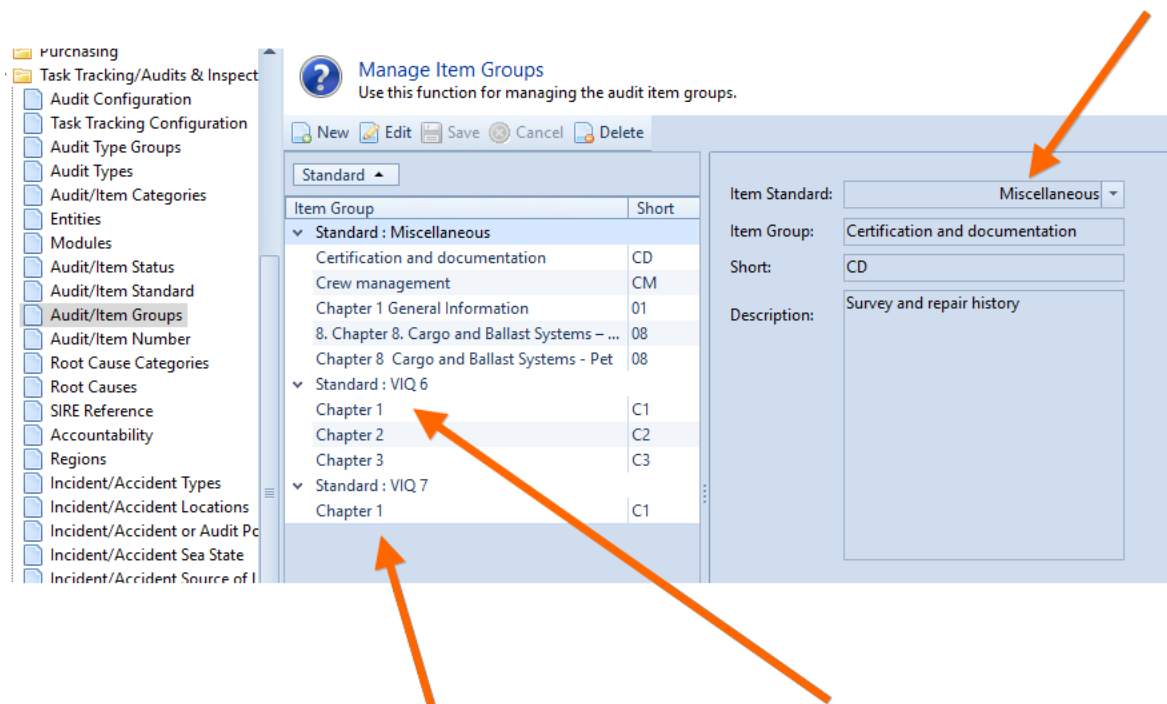 Purchasing
Task Tracking/Audits & Inspect
Audit Configuration
Task Tracking Configuration
Audit Type Groups
Audit Types
Audit/Item Categories
Entities
Modules
Audit/Item Status
Audit/Item Standard
Audit/Item Groups
Audit/Item Number
Root Cause Categories
Root Causes
SIRE Reference
Accountability
Regions
Incident/Accident Types
Incident/Accident Locations
Incident/Accident or Audit Po
Incident/Accident Sea State
Incident/Accident Source of I
Manage Item Groups
Use this function for managing the audit item groups.
New Edit Save Cancel Delete
Standard
Item Group Short
Standard : Miscellaneous
Certification and documentation CD
Crew management CM
Chapter 1 General Information 01
8. Chapter 8. Cargo and Ballast Systems – ... 08
Chapter 8 Cargo and Ballast Systems - Pet 08
Standard : VIQ 6
Chapter 1 C1
Chapter 2 C2
Chapter 3 C3
Standard : VIQ 7
Chapter 1 C1
Item Standard: Miscellaneous
Item Group: Certification and documentation
Short: CD
Description: Survey and repair history